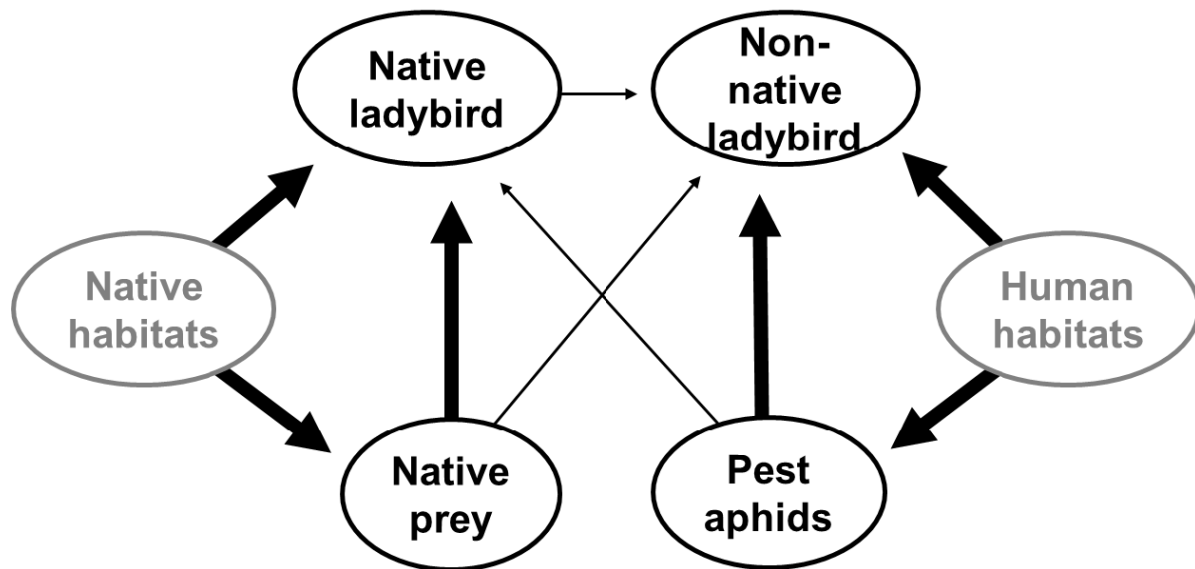 Native
ladybird
Non-
native
ladybird
Native
habitats
Human
habitats
Native
prey
Pest
aphids